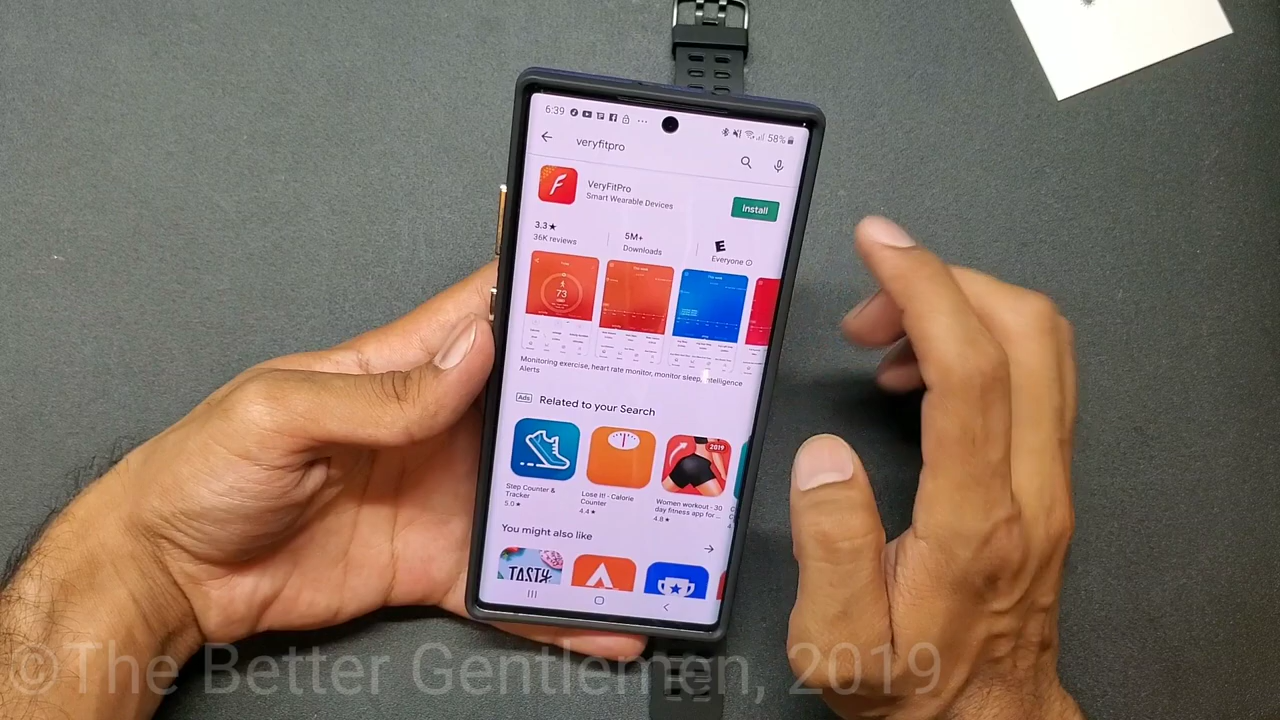 6:39
58%
veryfitpro
VeryFitPro
Smart Wearable Devices
Install
3.3★
36K reviews
5M+
Downloads
E
Everyone
73
Monitoring exercise, heart rate monitor, monitor sleep, Intelligence
Alerts
Ads Related to your Search
2019
Step Counter &
Tracker
5.0★
Lose It! - Calorie
Counter
4.4★
Women workout - 30
day fitness app for ...
4.8★
You might also like
TASTY
©The Better Gentlemen, 2019